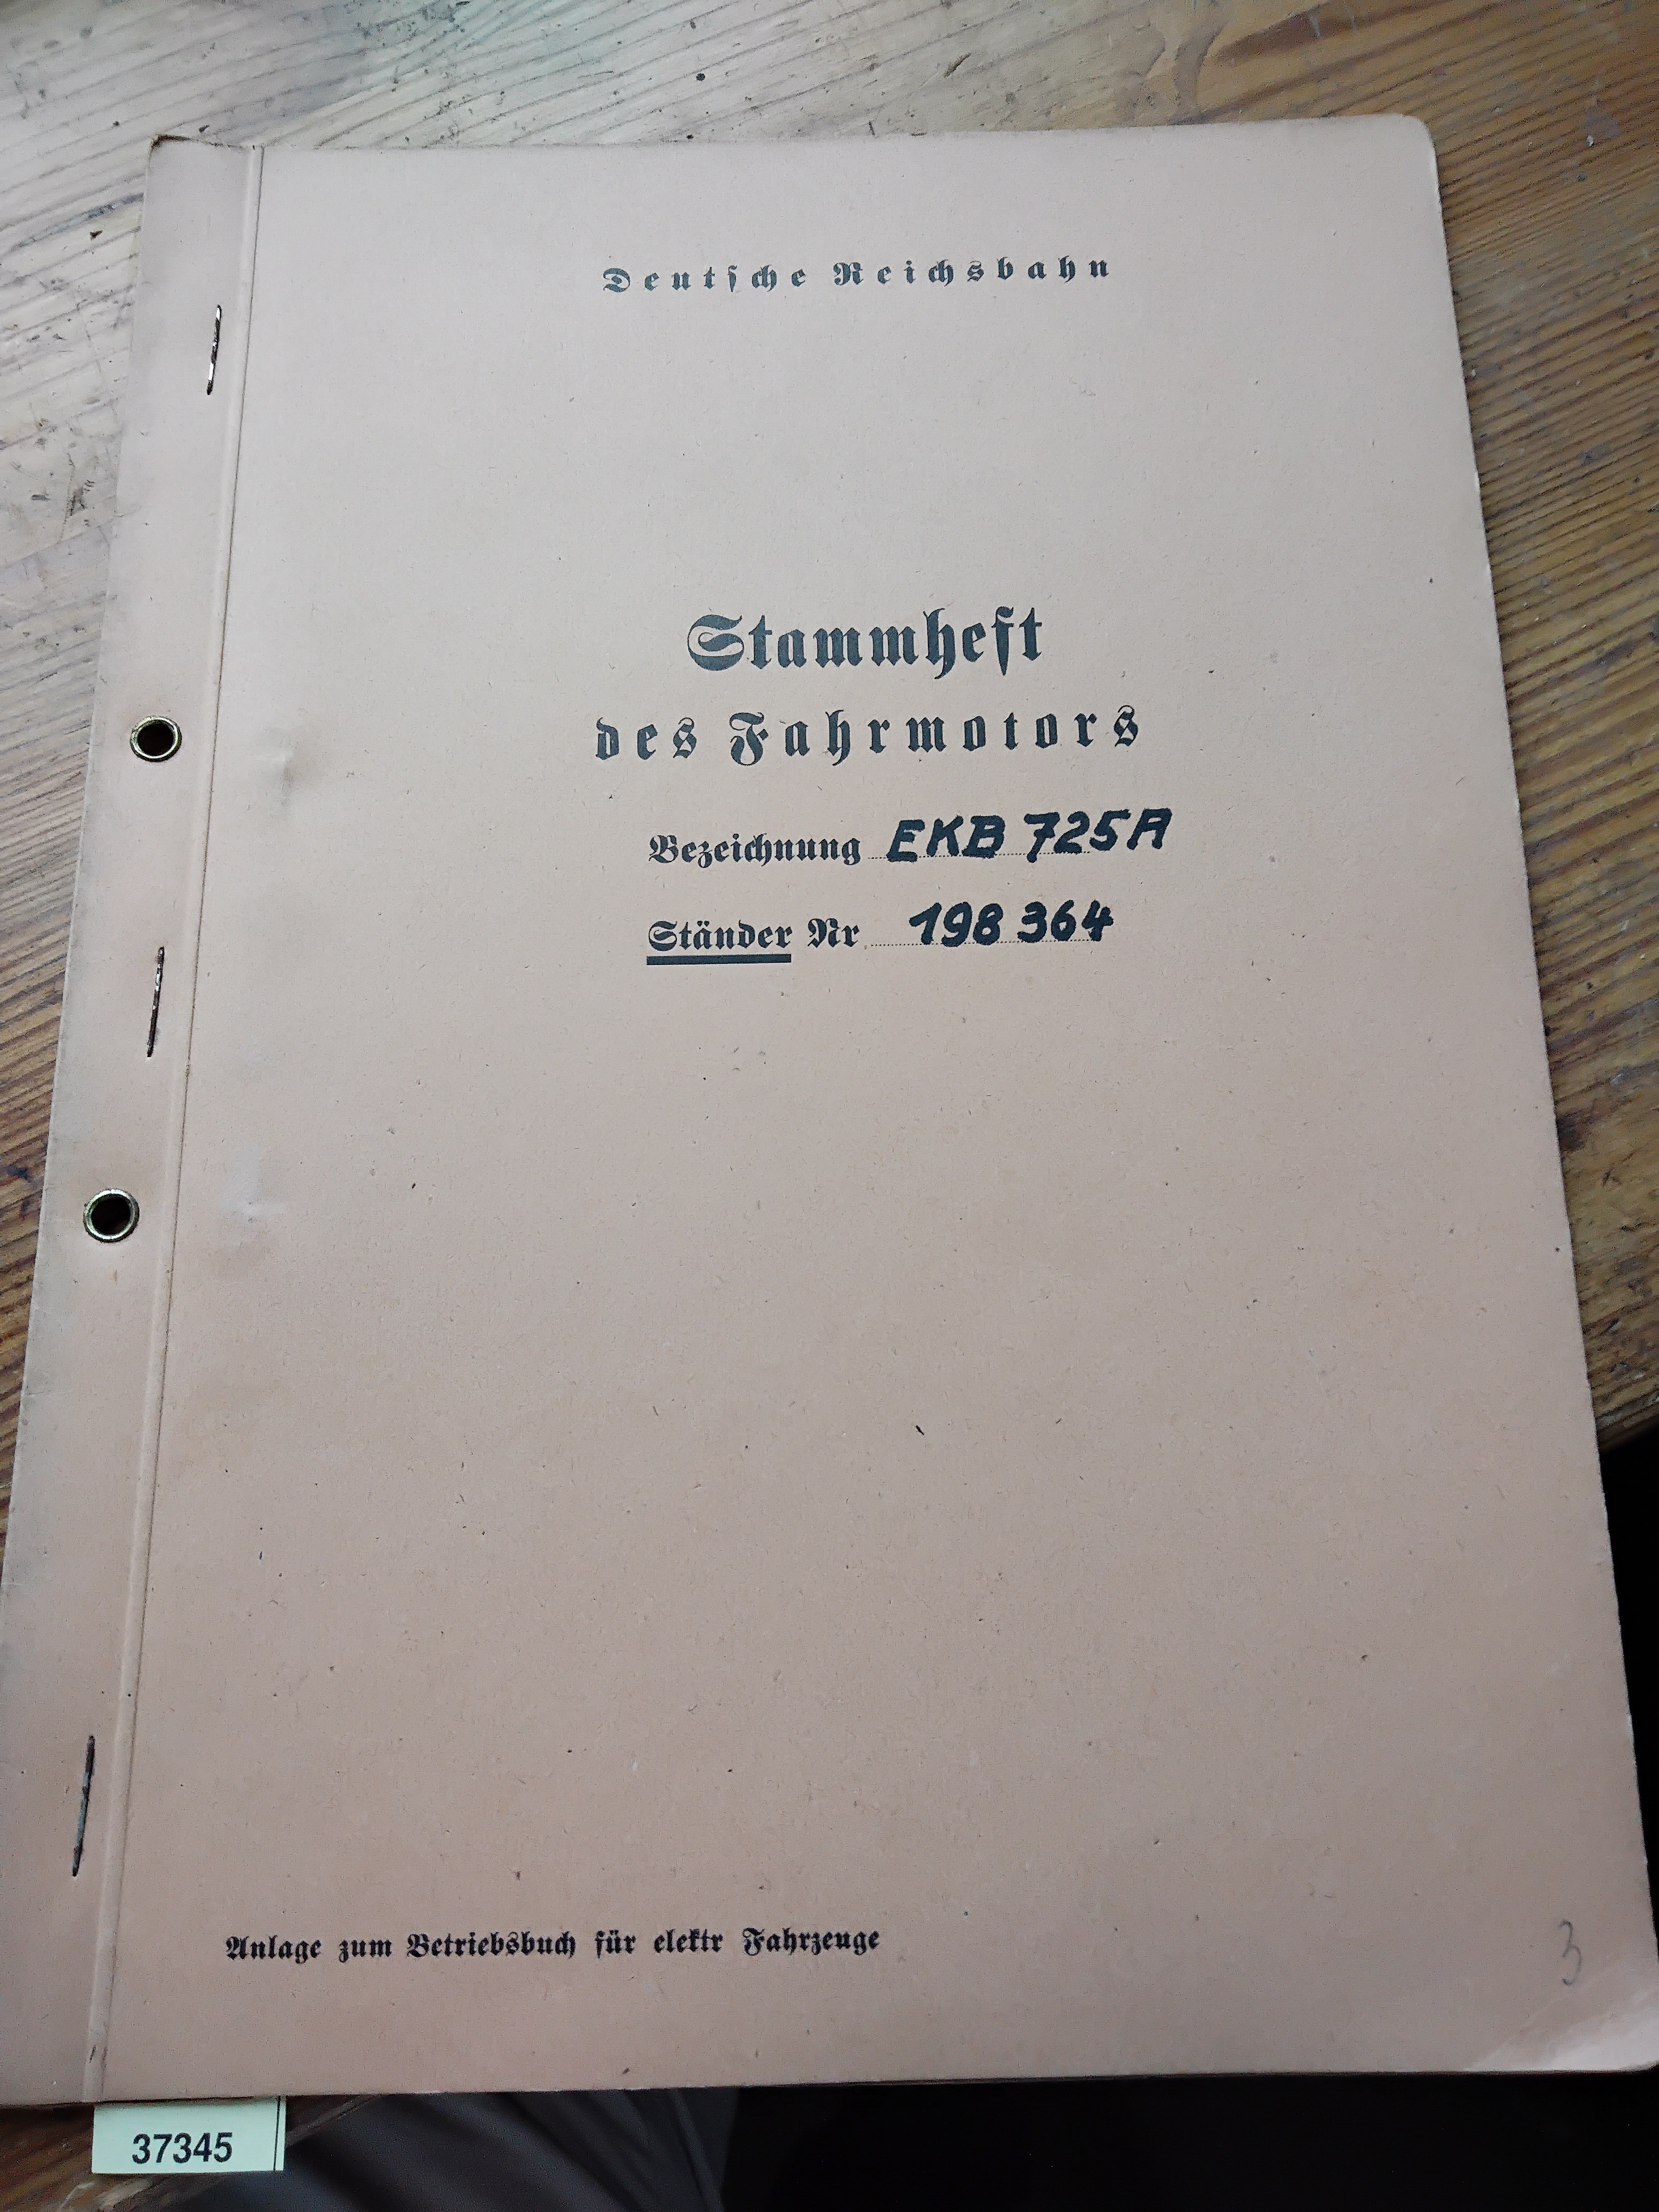 Deutsche Reichsbahn
Stammheft
des Fahrmotors
Bezeichnung EKB 725A
Ständer Nr 198 364
Anlage zum Betriebsbuch für elektr Fahrzeuge
3
37345